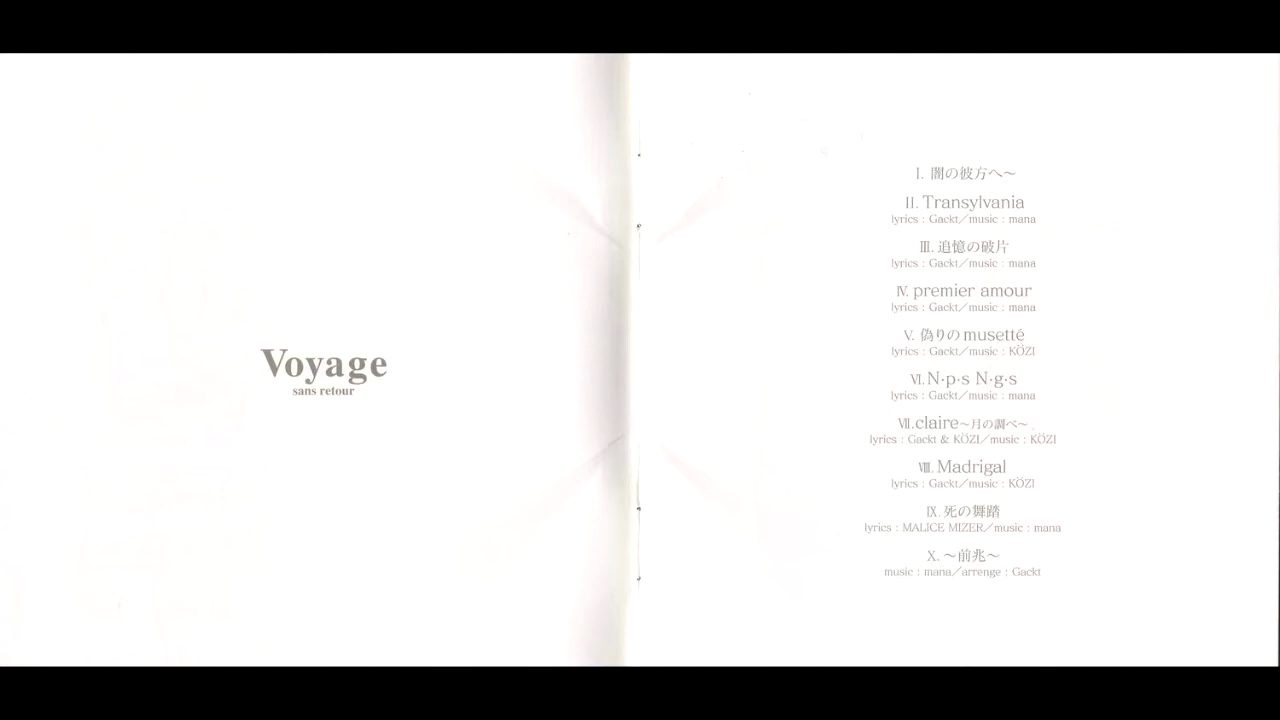 Voyage
sans retour
Ⅰ. 闇の彼方へ～
Ⅱ. Transylvania
lyrics : Gackt／music : mana
Ⅲ. 追憶の破片
lyrics : Gackt／music : mana
Ⅳ. premier amour
lyrics : Gackt／music : mana
Ⅴ. 偽りのmusetté
lyrics : Gackt／music : KÖZI
Ⅵ. N·p·s N·g·s
lyrics : Gackt／music : mana
Ⅶ. claire～月の調べ～
lyrics : Gackt & KÖZI／music : KÖZI
Ⅷ. Madrigal
lyrics : Gackt／music : KÖZI
Ⅸ. 死の舞踏
lyrics : MALICE MIZER／music : mana
Ⅹ. ～前兆～
music : mana／arrenge : Gackt